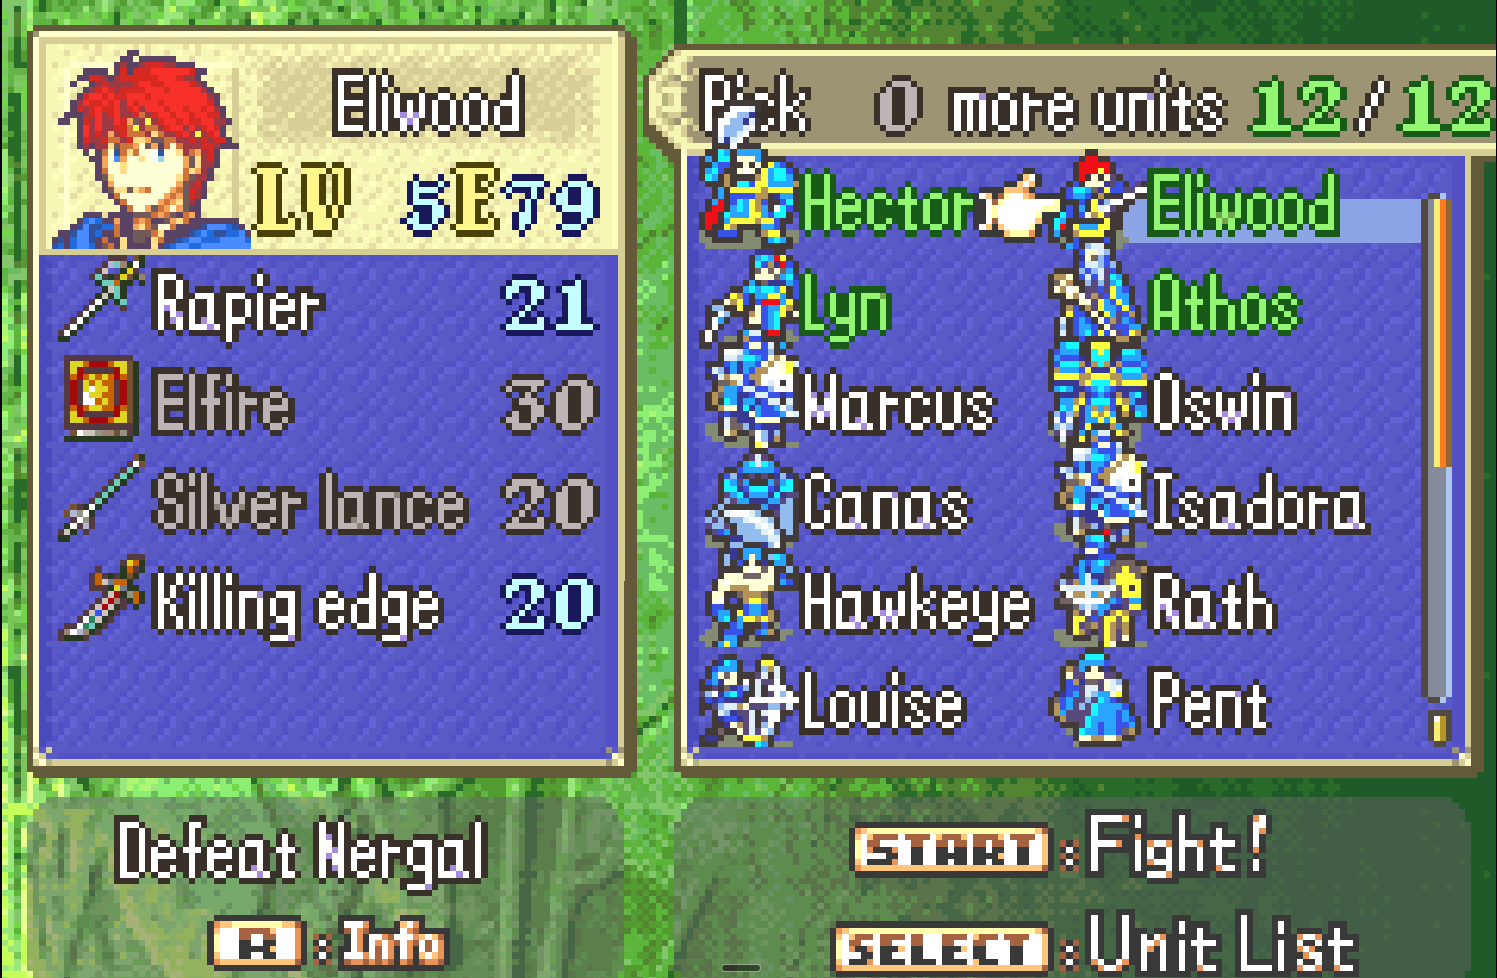 Eliwood
LV 5 E 79
Rapier 21
Elfire 30
Silver lance 20
Killing edge 20
Pick 0 more units 12/12
Hector Eliwood
Lyn Athos
Marcus Oswin
Canas Isadora
Hawkeye Rath
Louise Pent
Defeat Nergal
R :Info
START :Fight!
SELECT :Unit List